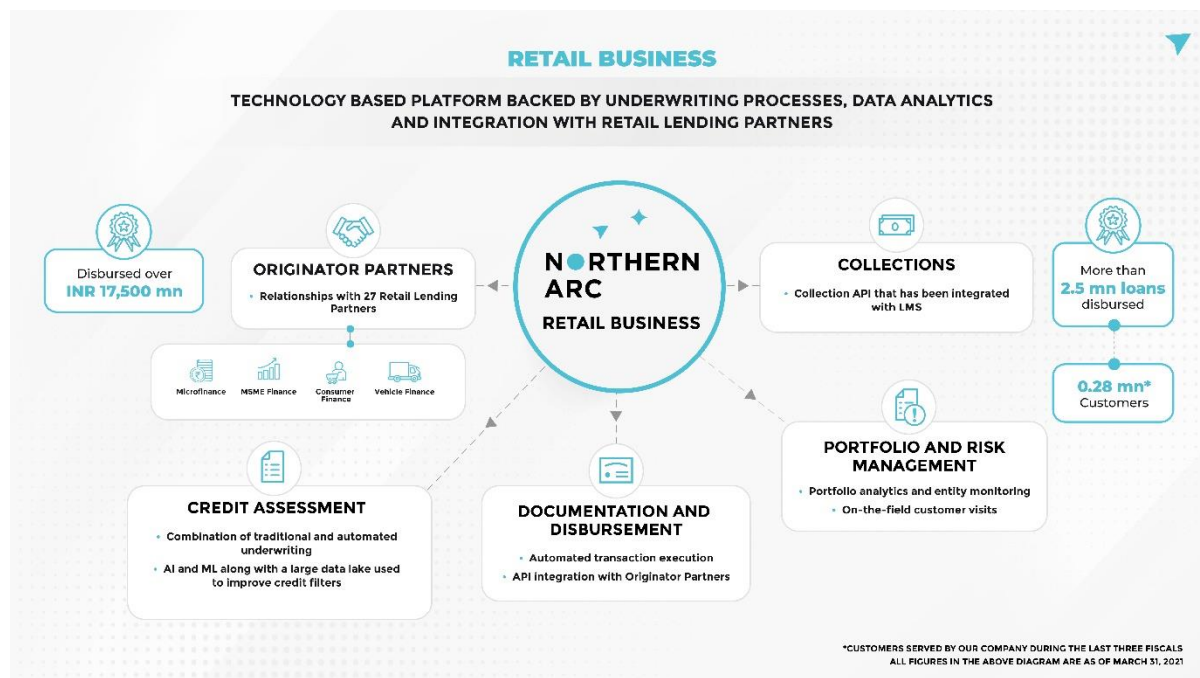 RETAIL BUSINESS
TECHNOLOGY BASED PLATFORM BACKED BY UNDERWRITING PROCESSES, DATA ANALYTICS
AND INTEGRATION WITH RETAIL LENDING PARTNERS
Disbursed over
INR 17,500 mn
ORIGINATOR PARTNERS
• Relationships with 27 Retail Lending
Partners
Microfinance
MSME Finance
Consumer
Finance
Vehicle Finance
NORTHERN
ARC
RETAIL BUSINESS
COLLECTIONS
• Collection API that has been integrated
with LMS
More than
2.5 mn loans
disbursed
0.28 mn*
Customers
CREDIT ASSESSMENT
• Combination of traditional and automated
underwriting
• AI and ML along with a large data lake used
to improve credit filters
DOCUMENTATION AND
DISBURSEMENT
• Automated transaction execution
• API integration with Originator Partners
PORTFOLIO AND RISK
MANAGEMENT
• Portfolio analytics and entity monitoring
• On-the-field customer visits
*CUSTOMERS SERVED BY OUR COMPANY DURING THE LAST THREE FISCALS
ALL FIGURES IN THE ABOVE DIAGRAM ARE AS OF MARCH 31, 2021